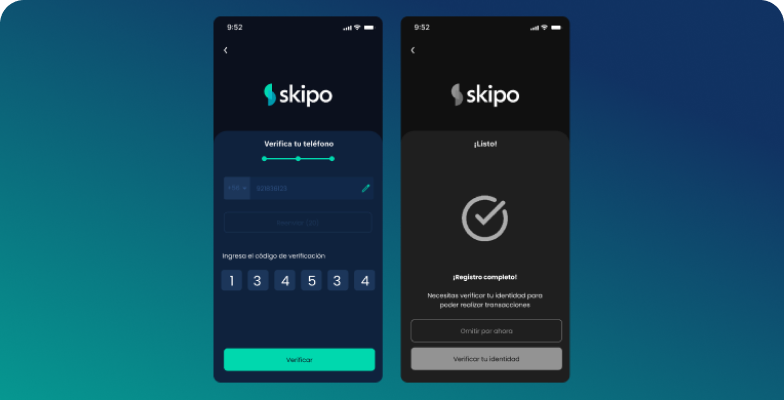 9:52
skipo
Verifica tu teléfono
Ingresa el código de verificación
1 3 4 5 3 4
Verificar
9:52
skipo
¡Listo!
¡Registro completo!
Necesitas verificar tu identidad para
poder realizar transacciones
Omitir por ahora
Verificar tu identidad